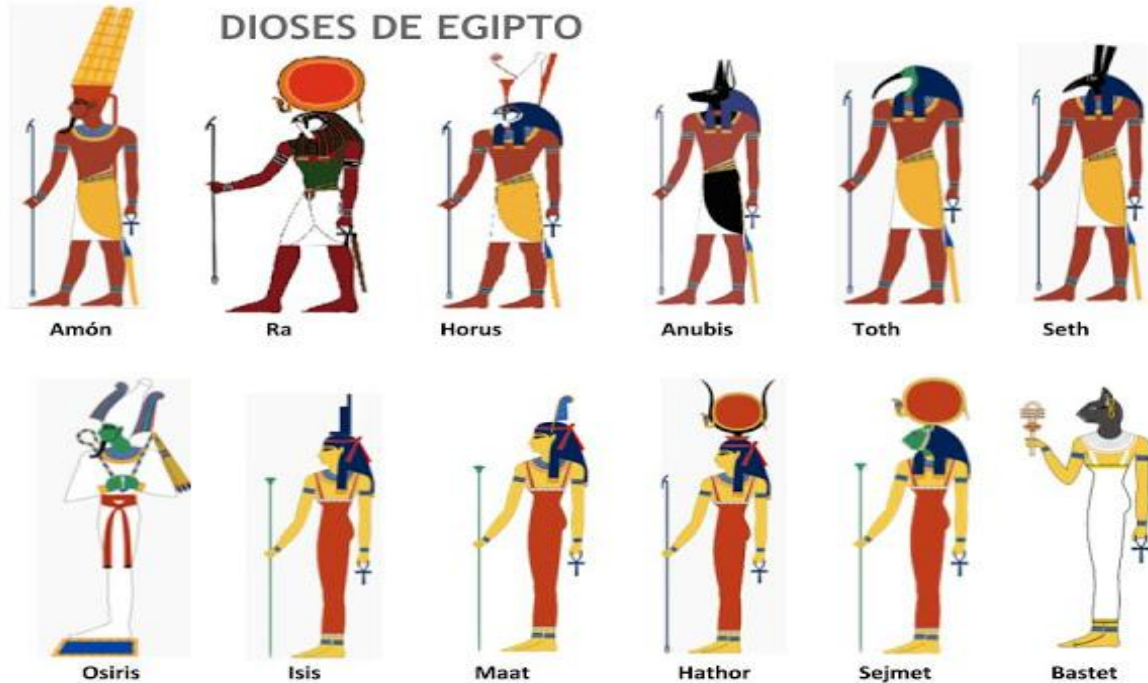 DIOSES DE EGIPTO
Amón Ra Horus Anubis Toth Seth
Osiris Isis Maat Hathor Sejmet Bastet